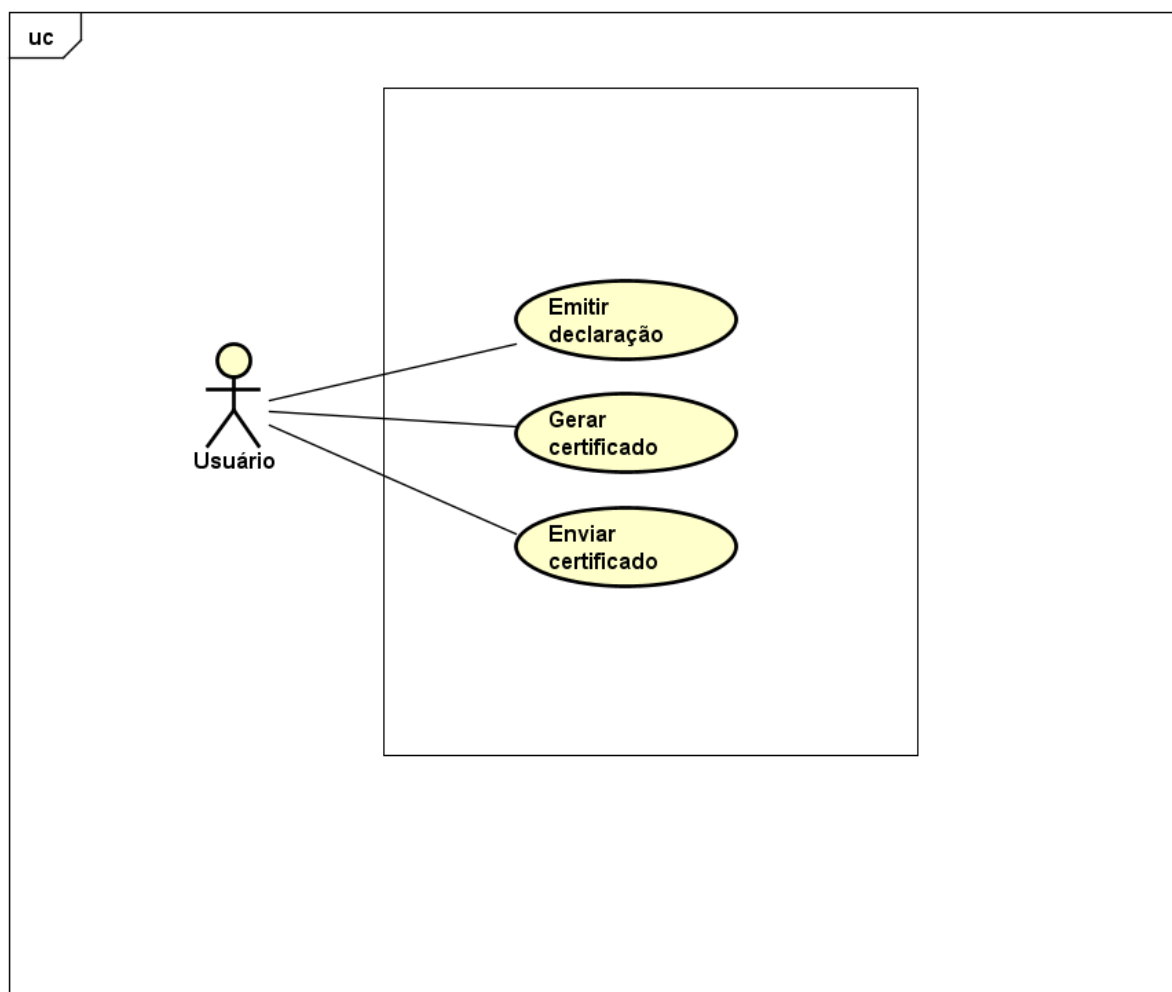 uc
Emitir
declaração
Gerar
certificado
Usuário
Enviar
certificado